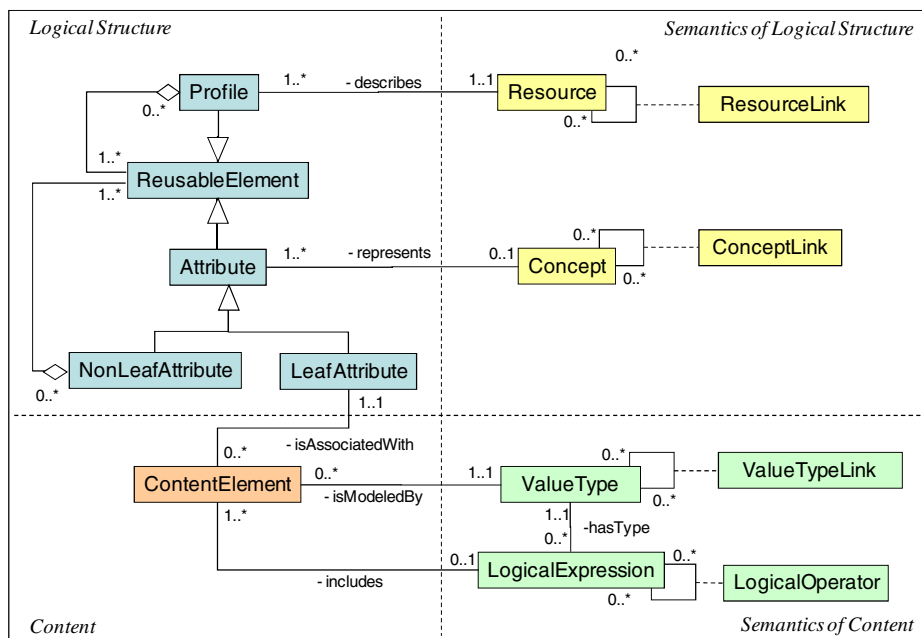 Logical Structure
Semantics of Logical Structure
Profile
1..*
- describes
1..1
Resource
0..*
0..*
ResourceLink
0..*
1..*
ReusableElement
1..*
Attribute
1..*
- represents
0..1
Concept
0..*
0..*
ConceptLink
NonLeafAttribute
0..*
LeafAttribute
1..1
- isAssociatedWith
0..*
ContentElement
0..*
- isModeledBy
1..1
ValueType
0..*
0..*
ValueTypeLink
1..*
1..1
-hasType
0..*
- includes
0..1
LogicalExpression
0..*
0..*
LogicalOperator
Content
Semantics of Content